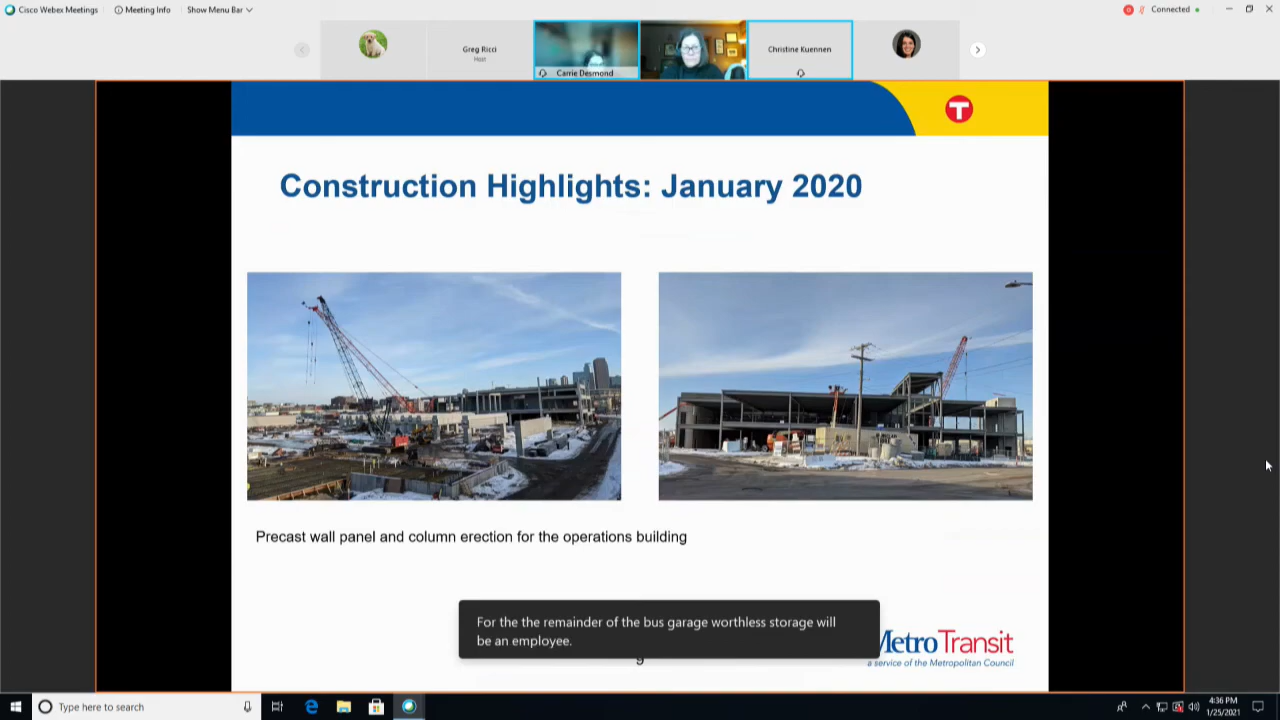 Cisco Webex Meetings
Meeting Info
Show Menu Bar
Connected
Greg Ricci
Host
Carrie Desmond
Christine Kuennen
T
Construction Highlights: January 2020
Precast wall panel and column erection for the operations building
For the the remainder of the bus garage worthless storage will
be an employee.
MetroTransit
a service of the Metropolitan Council
9
Type here to search
4:36 PM
1/25/2021